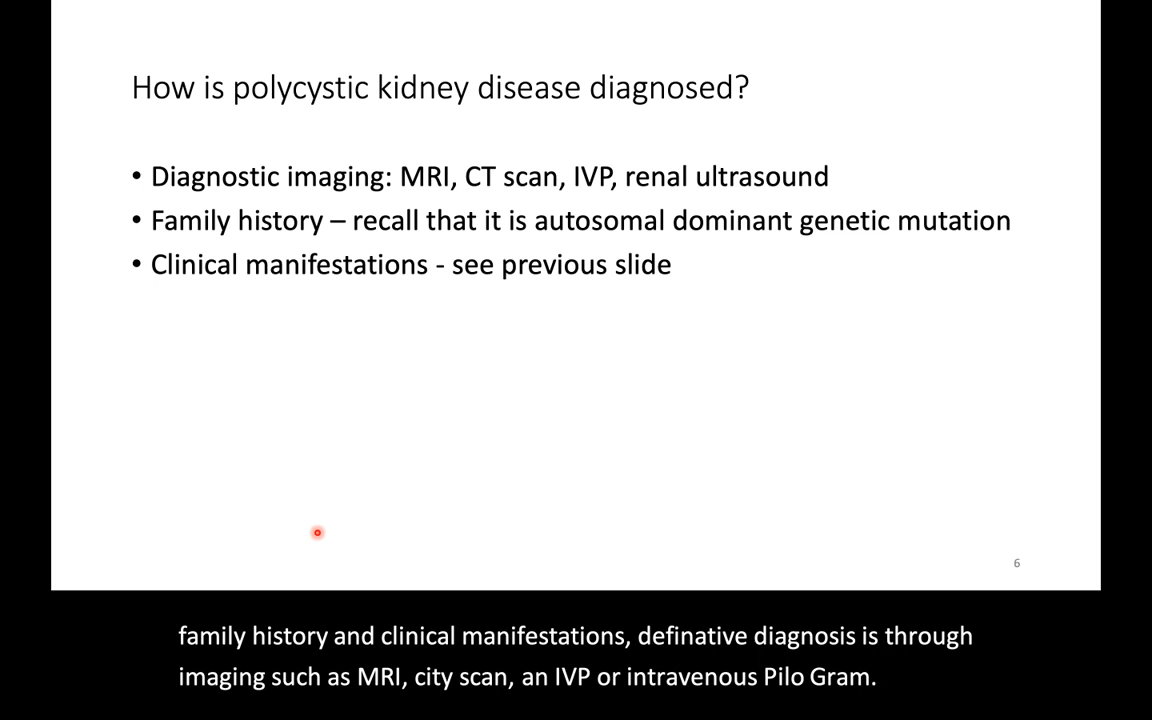 How is polycystic kidney disease diagnosed?
• Diagnostic imaging: MRI, CT scan, IVP, renal ultrasound
• Family history – recall that it is autosomal dominant genetic mutation
• Clinical manifestations - see previous slide
6
family history and clinical manifestations, definative diagnosis is through
imaging such as MRI, city scan, an IVP or intravenous Pilo Gram.